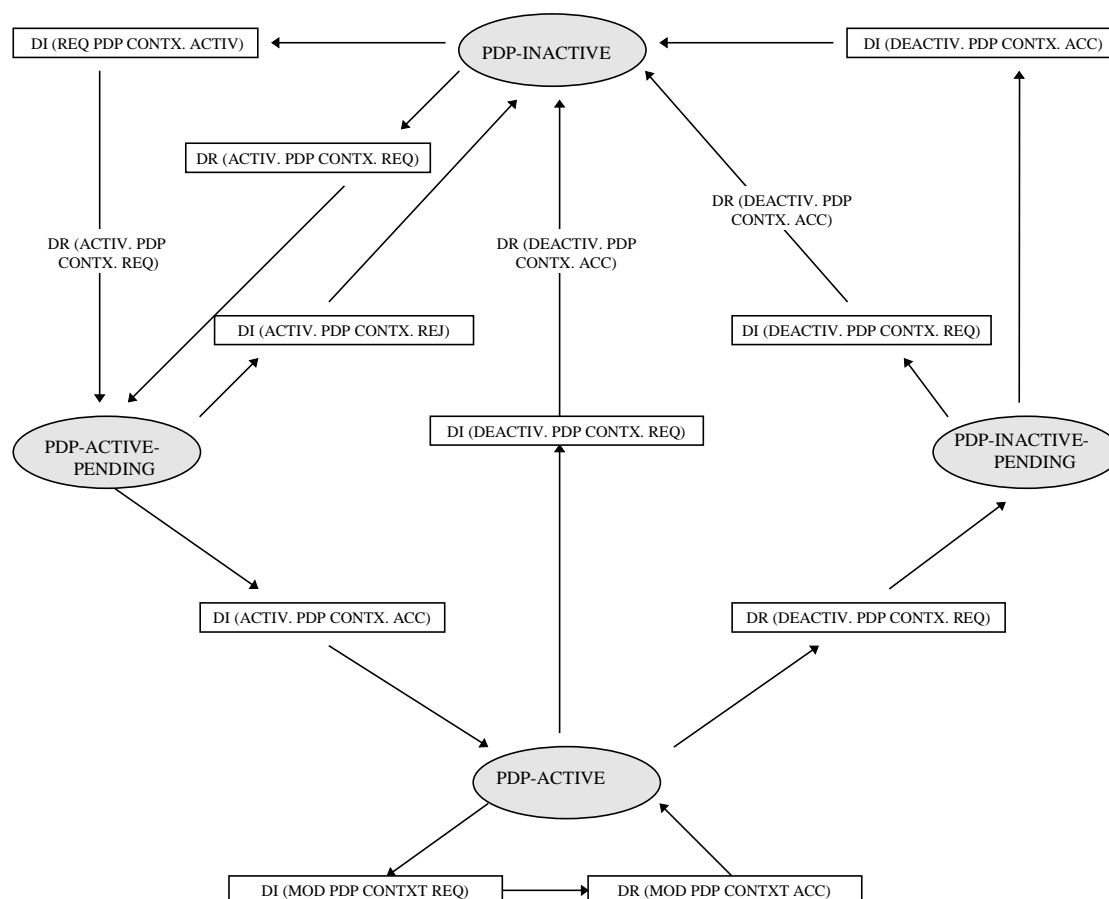 DI (REQ PDP CONTX. ACTIV)
PDP-INACTIVE
DI (DEACTIV. PDP CONTX. ACC)
DR (ACTIV. PDP CONTX. REQ)
DR (DEACTIV. PDP
CONTX. ACC)
DR (ACTIV. PDP
CONTX. REQ)
DR (DEACTIV. PDP
CONTX. ACC)
DI (ACTIV. PDP CONTX. REJ)
DI (DEACTIV. PDP CONTX. REQ)
PDP-ACTIVE-
PENDING
DI (DEACTIV. PDP CONTX. REQ)
PDP-INACTIVE-
PENDING
DI (ACTIV. PDP CONTX. ACC)
DR (DEACTIV. PDP CONTX. REQ)
PDP-ACTIVE
DI (MOD PDP CONTXT REQ)
DR (MOD PDP CONTXT ACC)